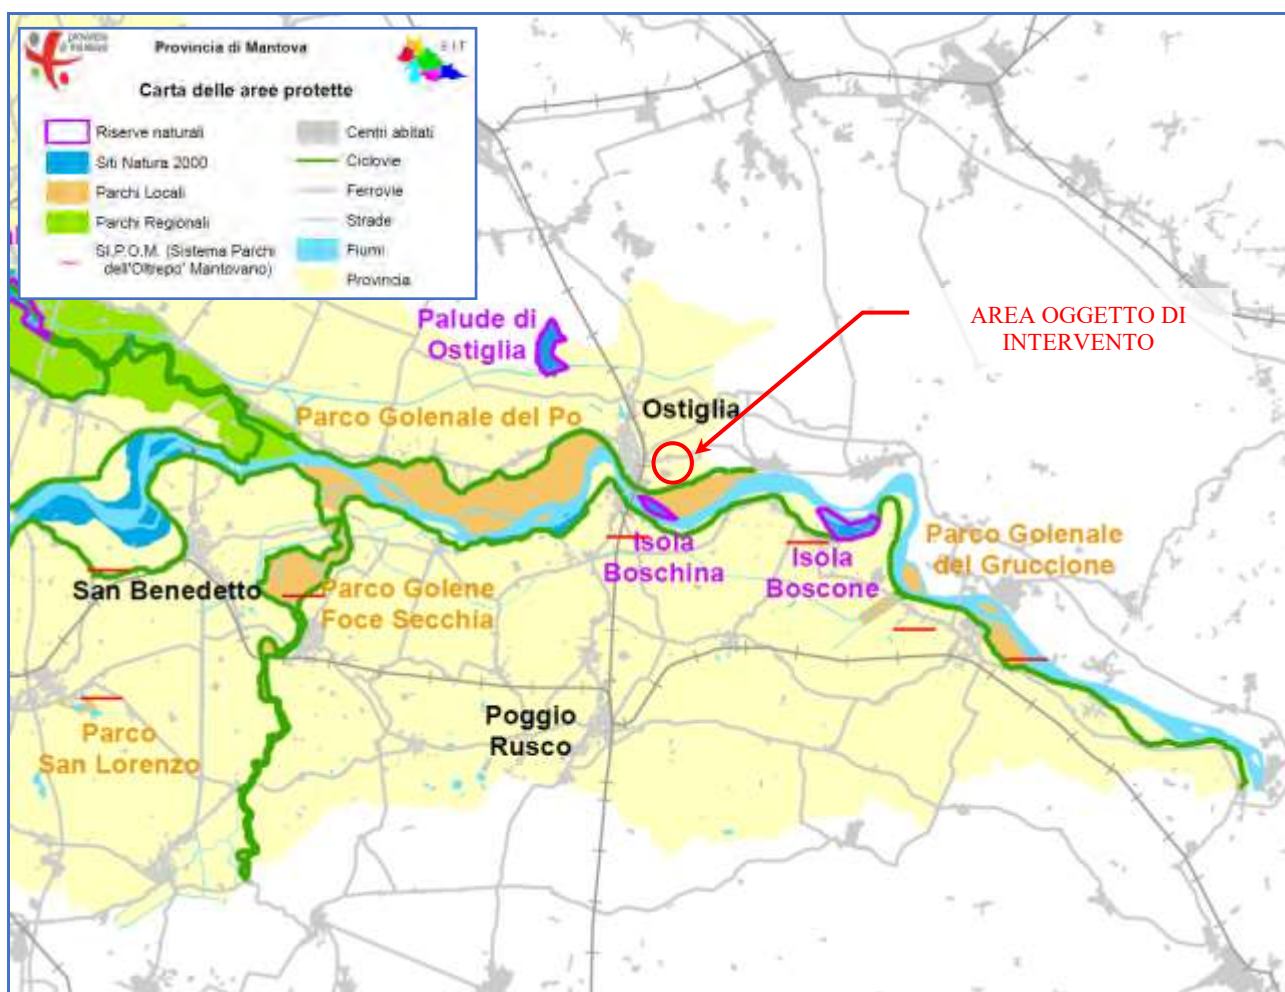 Provincia di Mantova
S I T
Carta delle aree protette
Riserve naturali
Siti Natura 2000
Parchi Locali
Parchi Regionali
SI.P.O.M. (Sistema Parchi
dell'Oltrepo' Mantovano)
Centri abitati
Ciclovie
Ferrovie
Strade
Fiumi
Provincia
Palude di
Ostiglia
AREA OGGETTO DI
INTERVENTO
Parco Golenale del Po
Ostiglia
Isola
Boschina
Isola
Boscone
Parco Golenale
del Gruccione
San Benedetto
Parco Golene
Foce Secchia
Poggio
Rusco
Parco
San Lorenzo